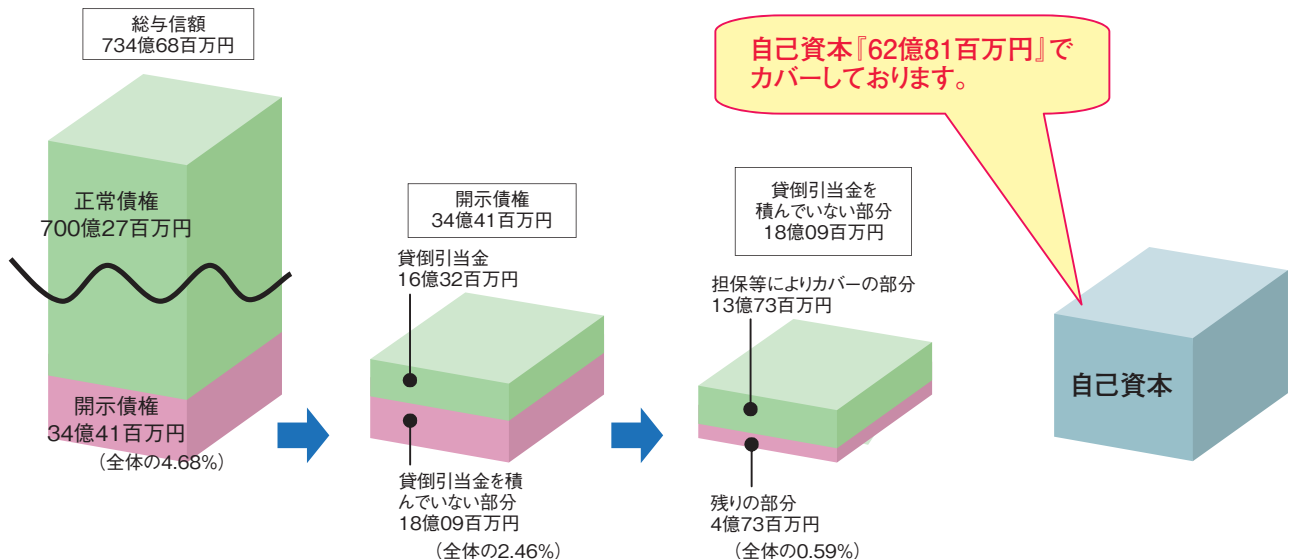 総与信額
734億68百万円
正常債権
700億27百万円
開示債権
34億41百万円
(全体の4.68%)
開示債権
34億41百万円
貸倒引当金
16億32百万円
貸倒引当金を積
んでいない部分
18億09百万円
(全体の2.46%)
貸倒引当金を
積んでいない部分
18億09百万円
担保等によりカバーの部分
13億73百万円
残りの部分
4億73百万円
(全体の0.59%)
自己資本『62億81百万円』で
カバーしております。
自己資本